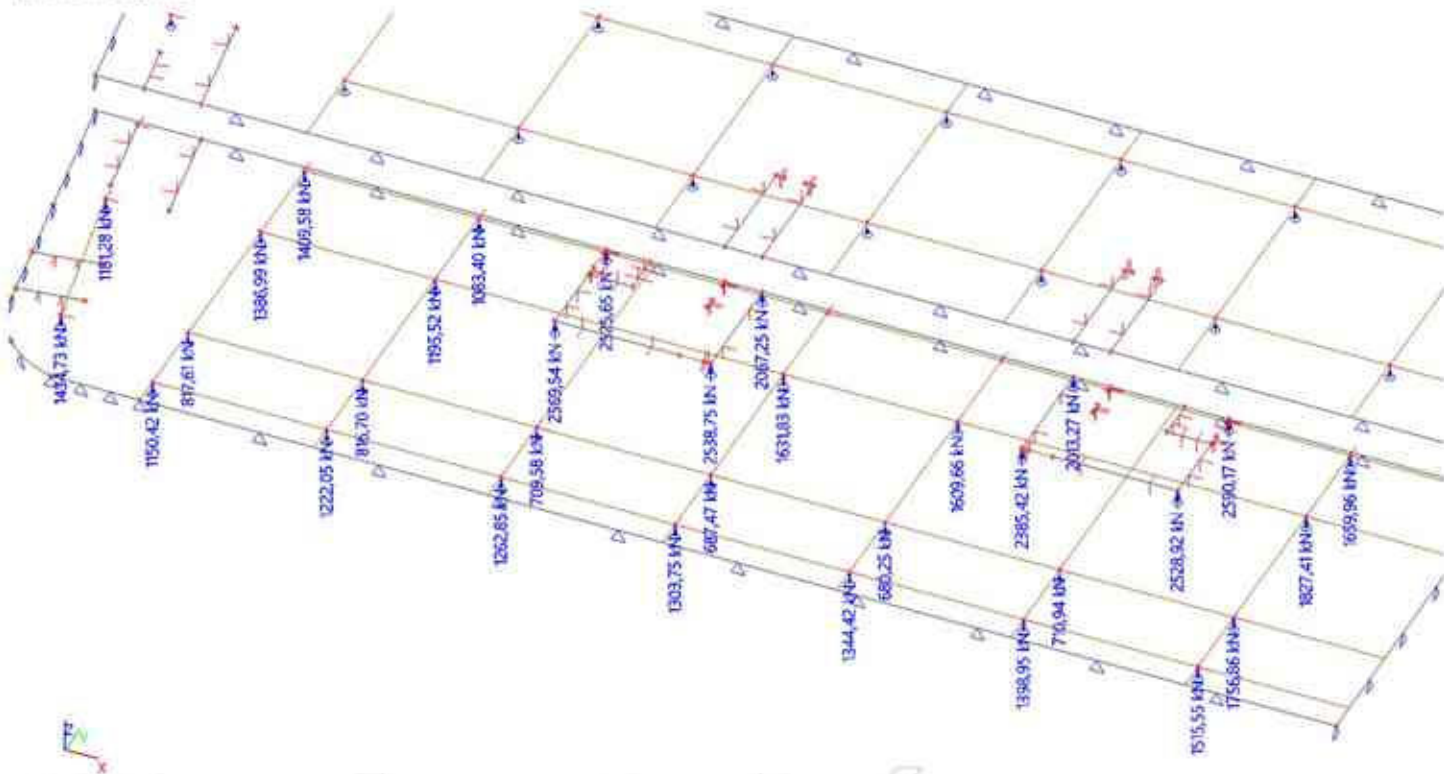 1181,28 kN
1409,58 kN
1434,73 kN
1386,99 kN
1083,40 kN
817,61 kN
1195,52 kN
2525,65 kN
1150,42 kN
816,70 kN
2569,54 kN
2067,25 kN
1222,05 kN
709,58 kN
2538,75 kN
1631,83 kN
2013,27 kN
1262,85 kN
687,47 kN
1609,66 kN
2385,42 kN
2590,17 kN
1303,75 kN
680,25 kN
2528,92 kN
1659,96 kN
1344,42 kN
710,94 kN
1827,41 kN
1398,95 kN
1756,86 kN
1515,55 kN
X